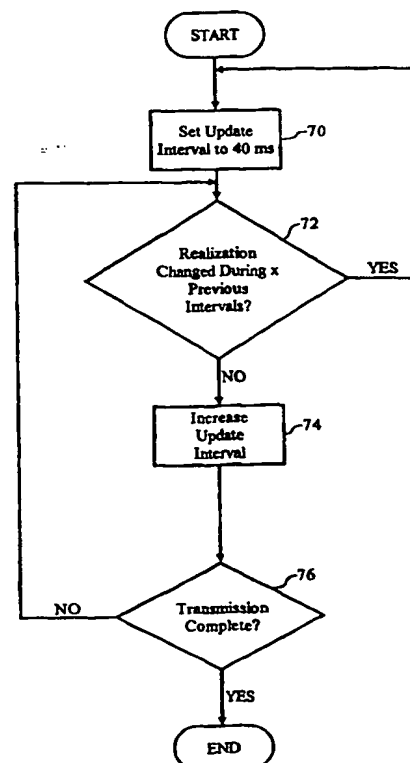 START
Set Update
Interval to 40 ms
70
72
Realization
Changed During x
Previous
Intervals?
YES
NO
Increase
Update
Interval
74
76
Transmission
Complete?
NO
YES
END